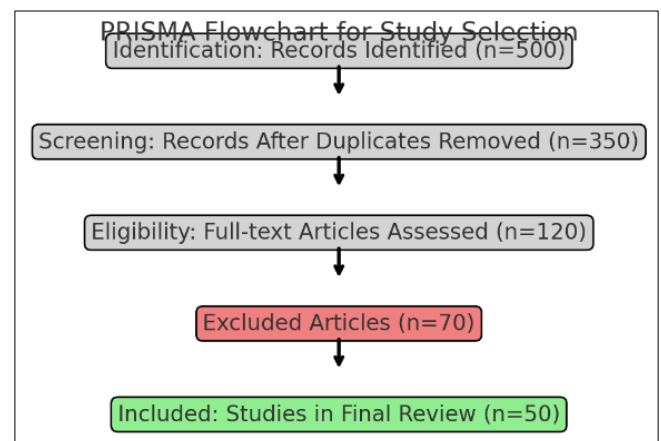 PRISMA Flowchart for Study Selection
Identification: Records Identified (n=500)
Screening: Records After Duplicates Removed (n=350)
Eligibility: Full-text Articles Assessed (n=120)
Excluded Articles (n=70)
Included: Studies in Final Review (n=50)